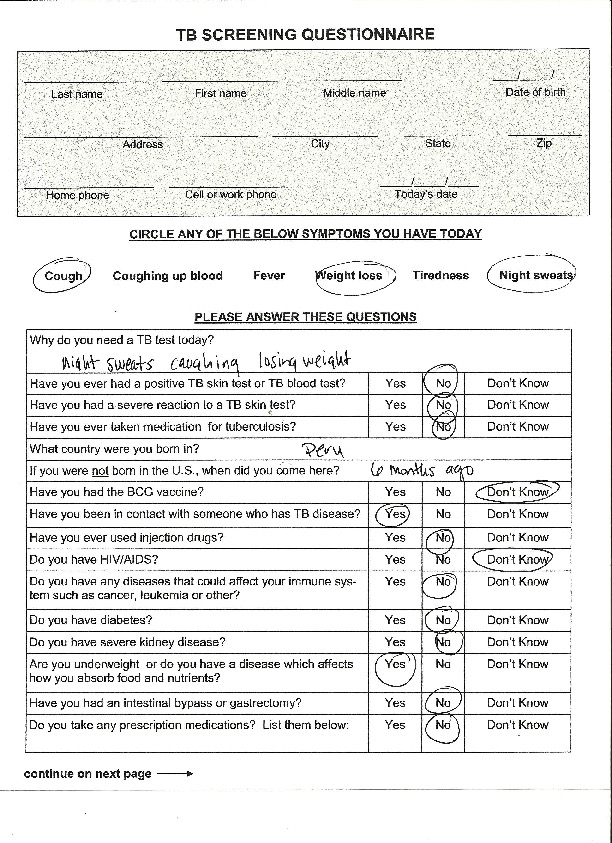 TB SCREENING QUESTIONNAIRE
/ /
Last name First name Middle name Date of birth
Address City State Zip
/ /
Home phone Cell or work phone Today's date
CIRCLE ANY OF THE BELOW SYMPTOMS YOU HAVE TODAY
Cough Coughing up blood Fever Weight loss Tiredness Night sweats
PLEASE ANSWER THESE QUESTIONS
Why do you need a TB test today?
night sweats caughing losing weight
Have you ever had a positive TB skin test or TB blood test? Yes No Don't Know
Have you had a severe reaction to a TB skin test? Yes No Don't Know
Have you ever taken medication for tuberculosis? Yes No Don't Know
What country were you born in? Peru
If you were not born in the U.S., when did you come here? 6 months ago
Have you had the BCG vaccine? Yes No Don't Know
Have you been in contact with someone who has TB disease? Yes No Don't Know
Have you ever used injection drugs? Yes No Don't Know
Do you have HIV/AIDS? Yes No Don't Know
Do you have any diseases that could affect your immune sys- Yes No Don't Know
tem such as cancer, leukemia or other?
Do you have diabetes? Yes No Don't Know
Do you have severe kidney disease? Yes No Don't Know
Are you underweight or do you have a disease which affects Yes No Don't Know
how you absorb food and nutrients?
Have you had an intestinal bypass or gastrectomy? Yes No Don't Know
Do you take any prescription medications? List them below: Yes No Don't Know
continue on next page